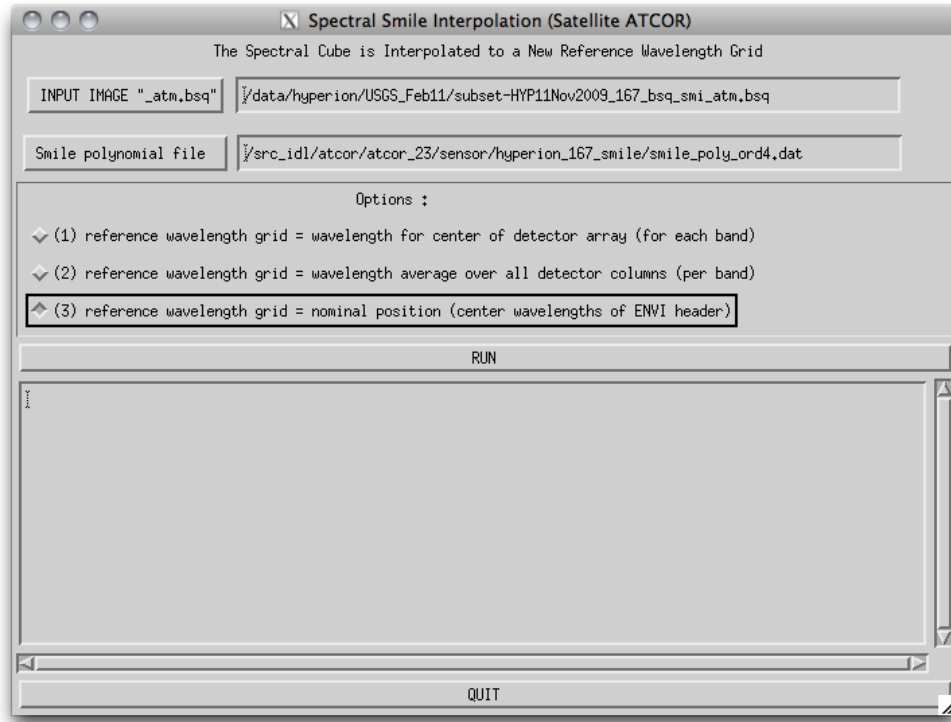 X Spectral Smile Interpolation (Satellite ATCOR)
The Spectral Cube is Interpolated to a New Reference Wavelength Grid
INPUT IMAGE "_atm.bsq" /data/hyperion/USGS_Feb11/subset-HYP11Nov2009_167_bsq_smi_atm.bsq
Smile polynomial file /src_idl/atcor/atcor_23/sensor/hyperion_167_smile/smile_poly_ord4.dat
Options :
(1) reference wavelength grid = wavelength for center of detector array (for each band)
(2) reference wavelength grid = wavelength average over all detector columns (per band)
(3) reference wavelength grid = nominal position (center wavelengths of ENVI header)
RUN
QUIT